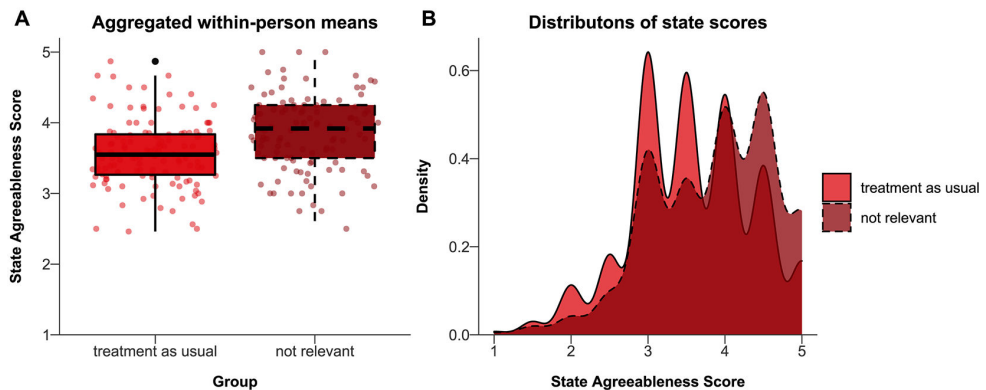 A
Aggregated within-person means
State Agreeableness Score
5
4
3
2
1
treatment as usual
not relevant
Group
B
Distributons of state scores
Density
0.6
0.4
0.2
0.0
1
2
3
4
5
State Agreeableness Score
treatment as usual
not relevant